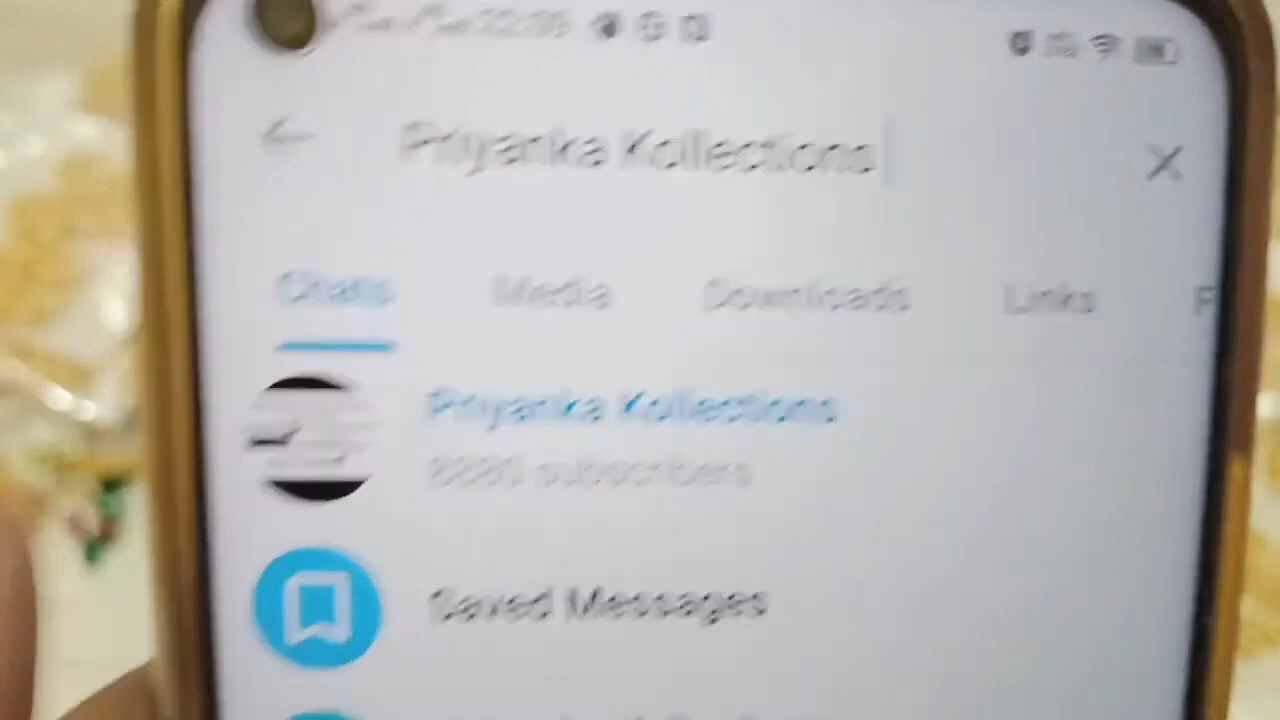 Priyanka Kollections
Chats Media Downloads Links
Priyanka Kollections
subscribers
Saved Messages